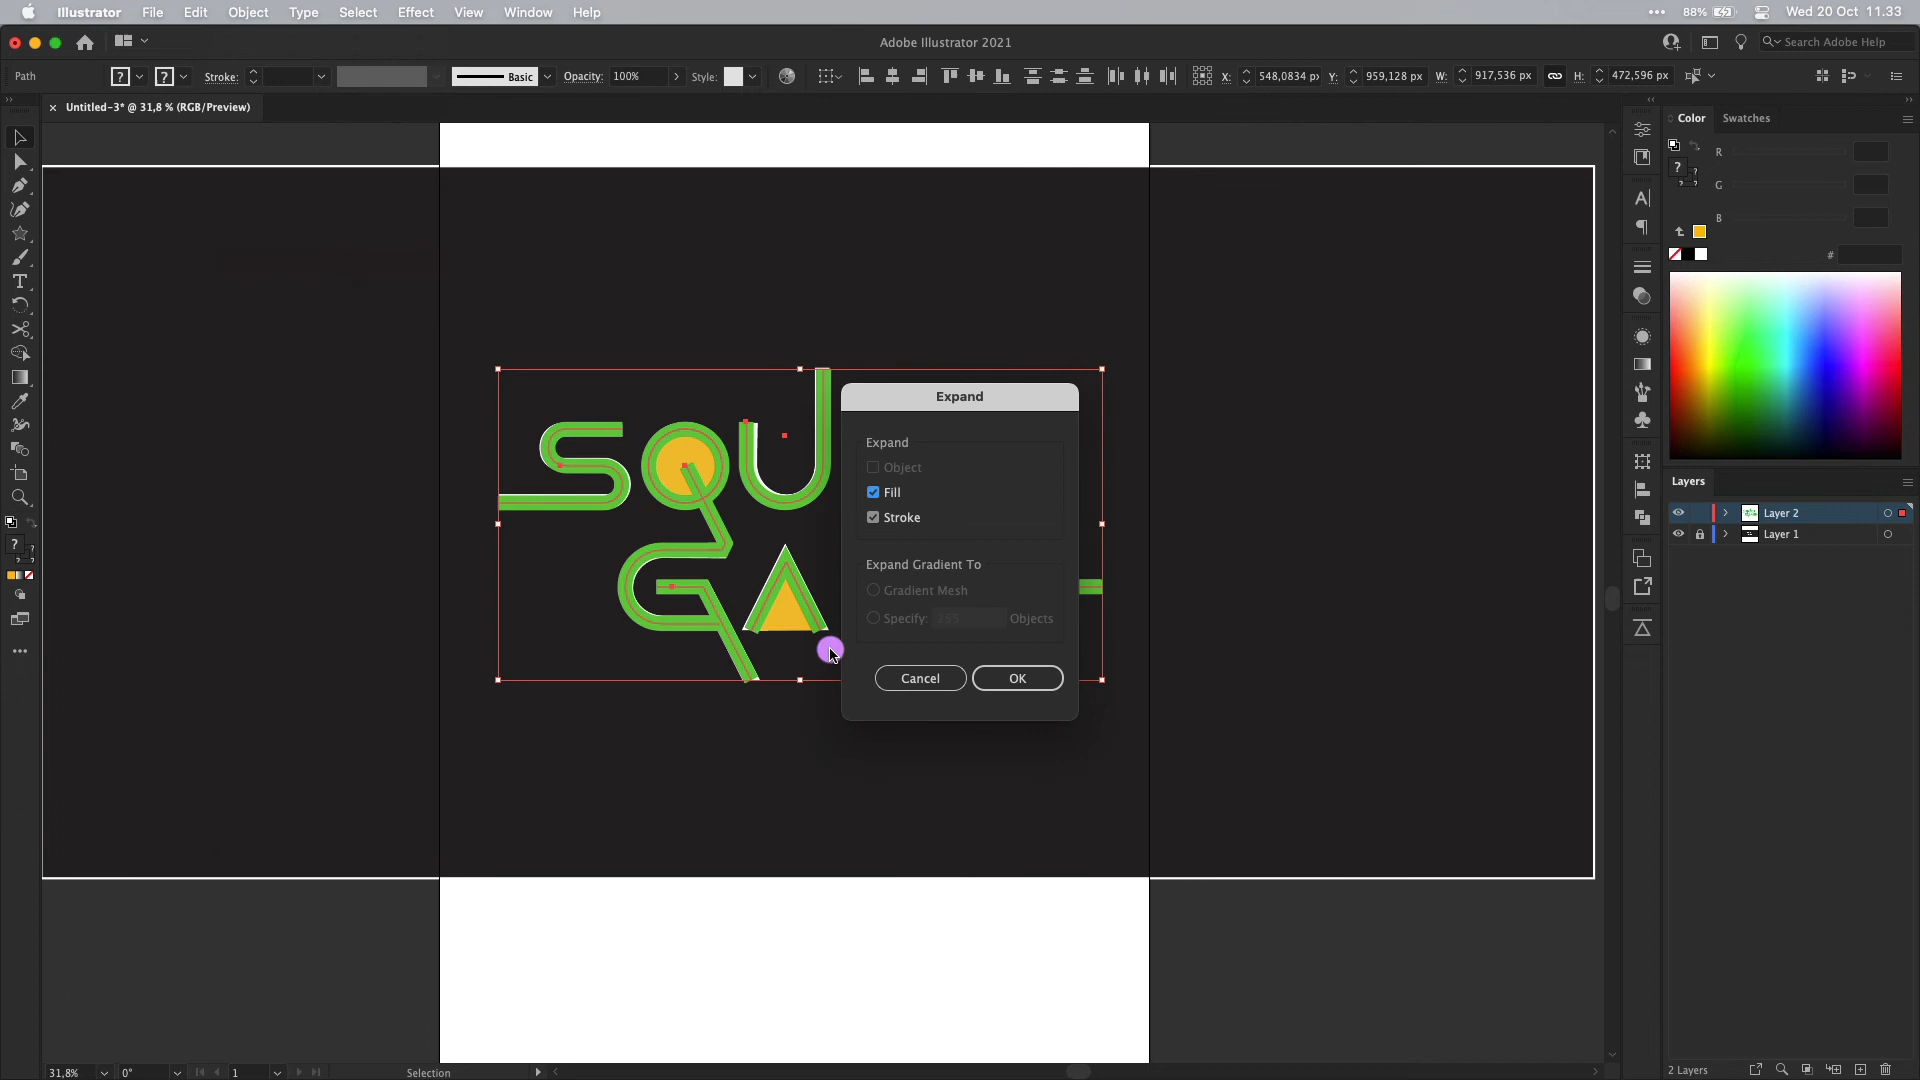 Illustrator File Edit Object Type Select Effect View Window Help
88% Wed 20 Oct 11.33
Adobe Illustrator 2021
Search Adobe Help
Path ? ? Stroke: Basic Opacity: 100% Style: X: 548,0834 px Y: 959,128 px W: 917,536 px H: 472,596 px
× Untitled-3* @ 31,8 % (RGB/Preview)
Color Swatches
R
G
B
#
?
SQU
GA
Expand
Expand
Object
Fill
Stroke
Expand Gradient To
Gradient Mesh
Specify: 255 Objects
Cancel OK
Layers
Layer 2
Layer 1
2 Layers
31,8% 0° 1 Selection